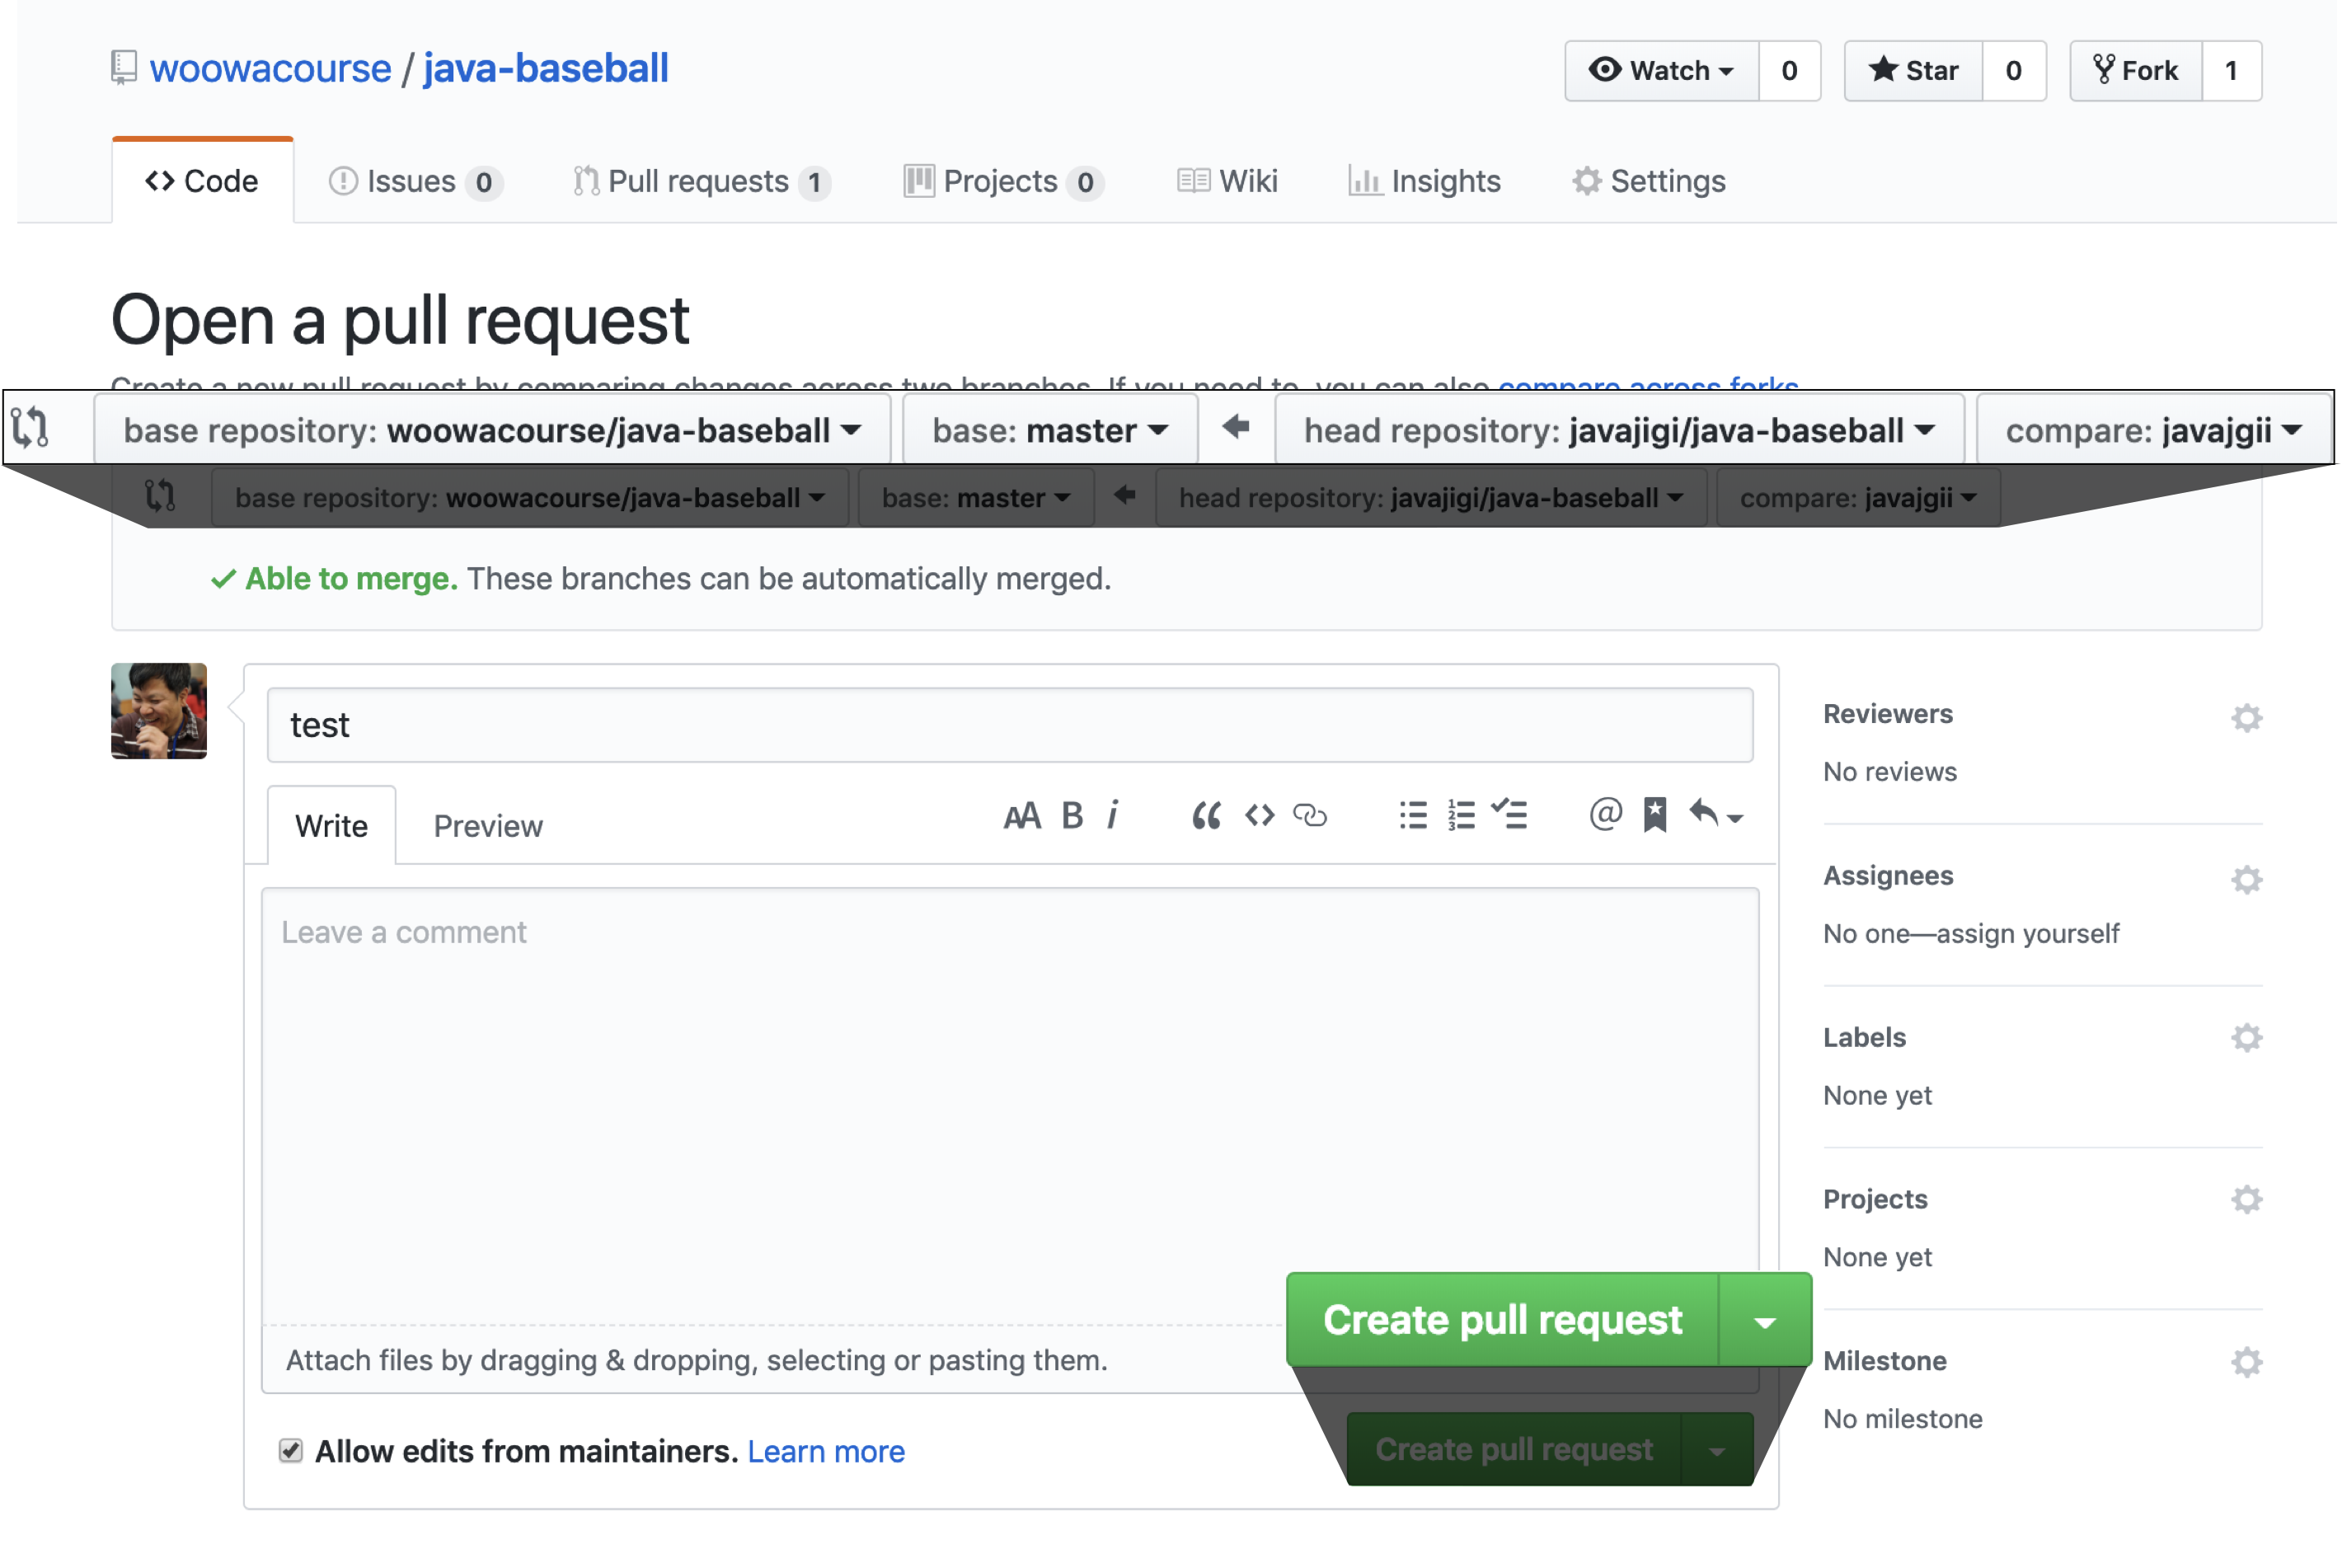 woowacourse / java-baseball
Watch 0 Star 0 Fork 1
Code Issues 0 Pull requests 1 Projects 0 Wiki Insights Settings
Open a pull request
Create a new pull request by comparing changes across two branches. If you need to, you can also compare across forks.
base repository: woowacourse/java-baseball base: master head repository: javajigi/java-baseball compare: javajgii
base repository: woowacourse/java-baseball base: master head repository: javajigi/java-baseball compare: javajgii
Able to merge. These branches can be automatically merged.
test
Write Preview AA B i
Leave a comment
Attach files by dragging & dropping, selecting or pasting them.
Create pull request
Allow edits from maintainers. Learn more
Create pull request
Reviewers
No reviews
Assignees
No one—assign yourself
Labels
None yet
Projects
None yet
Milestone
No milestone